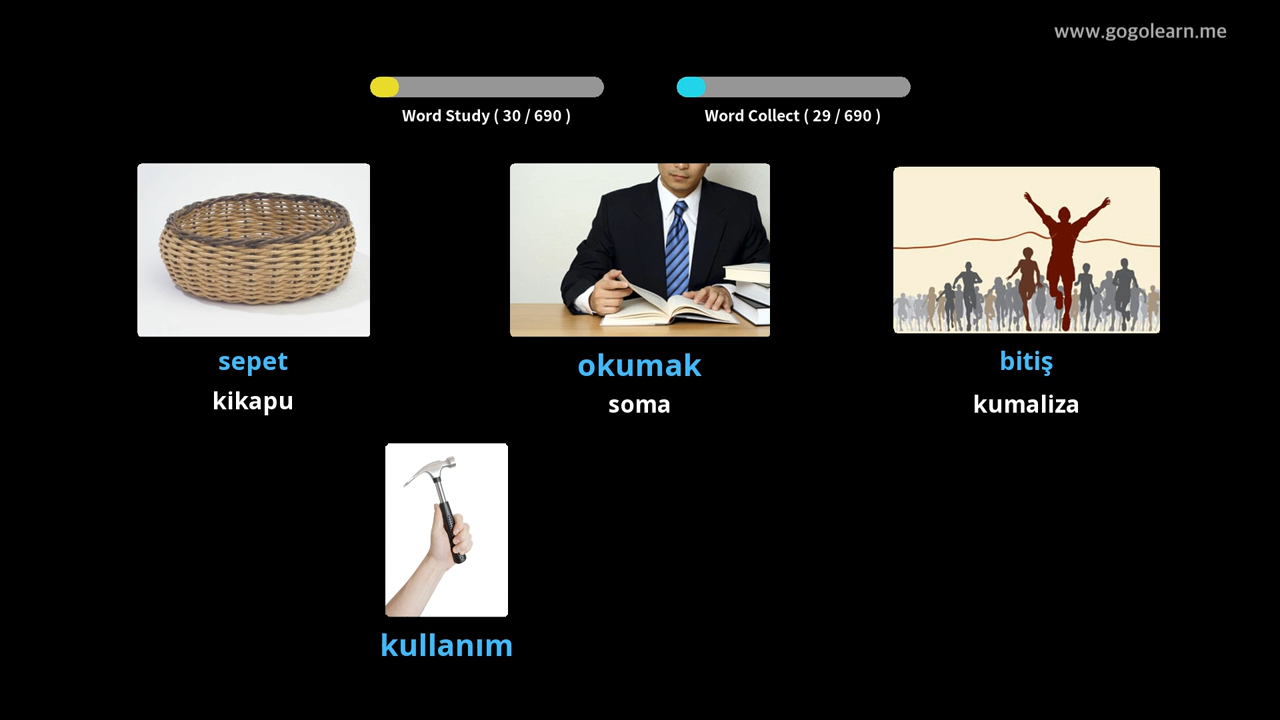 www.gogolearn.me
Word Study ( 30 / 690 )
Word Collect ( 29 / 690 )
sepet
kikapu
okumak
soma
bitiş
kumaliza
kullanım